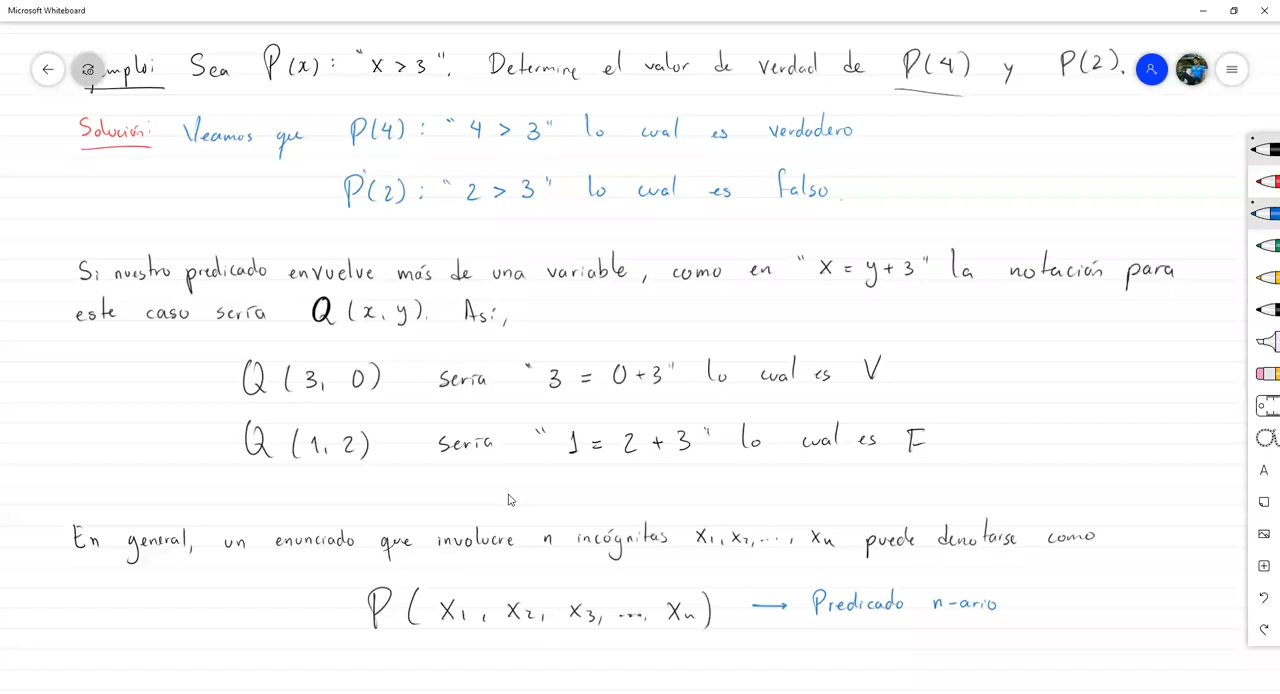 Microsoft Whiteboard
mplo: Sea P(x): "x > 3". Determine el valor de verdad de P(4) y P(2).
Solución: Veamos que P(4): "4 > 3" lo cual es verdadero
P(2): "2 > 3" lo cual es falso.
Si nuestro predicado envuelve más de una variable, como en "x = y + 3" la notación para
este caso sería Q(x, y). Así,
Q(3, 0) sería "3 = 0+3" lo cual es V
Q(1, 2) sería "1 = 2 + 3" lo cual es F
En general, un enunciado que involucre n incógnitas x₁, x₂, ..., xₙ puede denotarse como
P(x₁, x₂, x₃, ..., xₙ) → Predicado n-ario
A